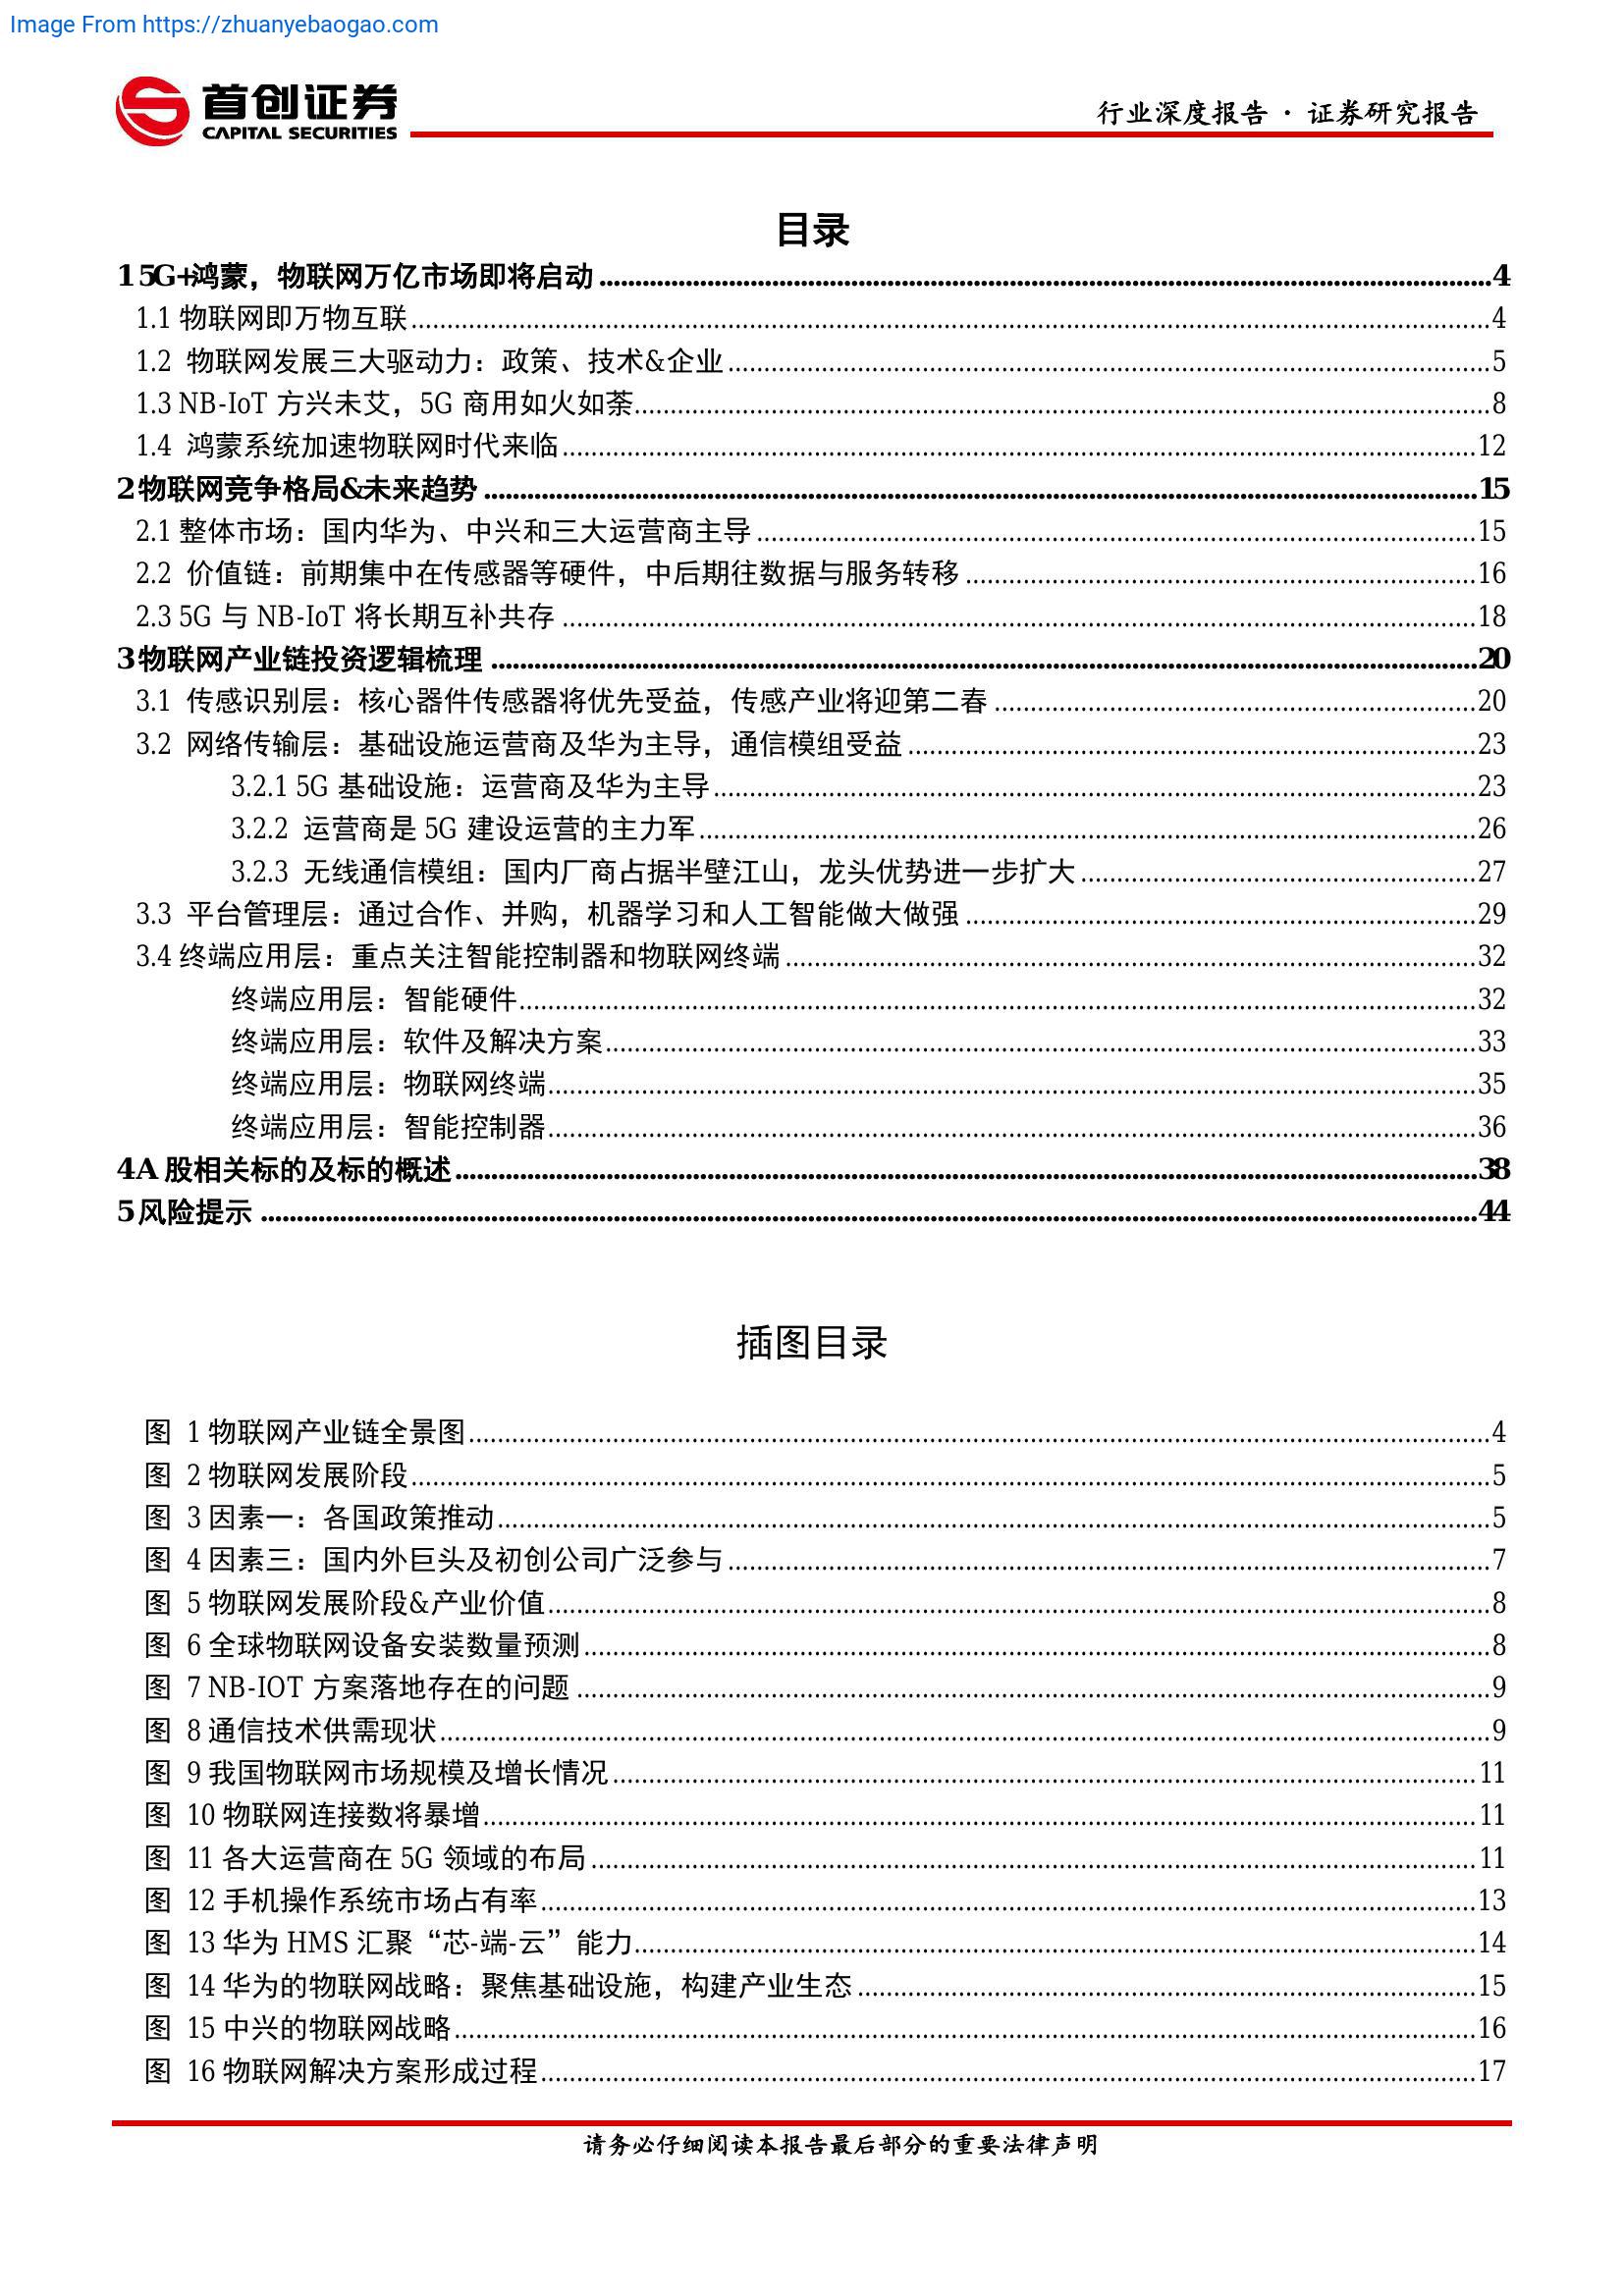 Image From https://zhuanyebaogao.com
首创证券
CAPITAL SECURITIES
行业深度报告 · 证券研究报告
目录
1 5G+鸿蒙，物联网万亿市场即将启动 ........ 4
1.1 物联网即万物互联 ........ 4
1.2 物联网发展三大驱动力：政策、技术&企业 ........ 5
1.3 NB-IoT 方兴未艾，5G 商用如火如荼 ........ 8
1.4 鸿蒙系统加速物联网时代来临 ........ 12
2 物联网竞争格局&未来趋势 ........ 15
2.1 整体市场：国内华为、中兴和三大运营商主导 ........ 15
2.2 价值链：前期集中在传感器等硬件，中后期往数据与服务转移 ........ 16
2.3 5G 与 NB-IoT 将长期互补共存 ........ 18
3 物联网产业链投资逻辑梳理 ........ 20
3.1 传感识别层：核心器件传感器将优先受益，传感产业将迎第二春 ........ 20
3.2 网络传输层：基础设施运营商及华为主导，通信模组受益 ........ 23
3.2.1 5G 基础设施：运营商及华为主导 ........ 23
3.2.2 运营商是 5G 建设运营的主力军 ........ 26
3.2.3 无线通信模组：国内厂商占据半壁江山，龙头优势进一步扩大 ........ 27
3.3 平台管理层：通过合作、并购，机器学习和人工智能做大做强 ........ 29
3.4 终端应用层：重点关注智能控制器和物联网终端 ........ 32
终端应用层：智能硬件 ........ 32
终端应用层：软件及解决方案 ........ 33
终端应用层：物联网终端 ........ 35
终端应用层：智能控制器 ........ 36
4 A 股相关标的及标的概述 ........ 38
5 风险提示 ........ 44
插图目录
图 1 物联网产业链全景图 ........ 4
图 2 物联网发展阶段 ........ 5
图 3 因素一：各国政策推动 ........ 5
图 4 因素三：国内外巨头及初创公司广泛参与 ........ 7
图 5 物联网发展阶段&产业价值 ........ 8
图 6 全球物联网设备安装数量预测 ........ 8
图 7 NB-IOT 方案落地存在的问题 ........ 9
图 8 通信技术供需现状 ........ 9
图 9 我国物联网市场规模及增长情况 ........ 11
图 10 物联网连接数将暴增 ........ 11
图 11 各大运营商在 5G 领域的布局 ........ 11
图 12 手机操作系统市场占有率 ........ 13
图 13 华为 HMS 汇聚“芯-端-云”能力 ........ 14
图 14 华为的物联网战略：聚焦基础设施，构建产业生态 ........ 15
图 15 中兴的物联网战略 ........ 16
图 16 物联网解决方案形成过程 ........ 17
请务必仔细阅读本报告最后部分的重要法律声明